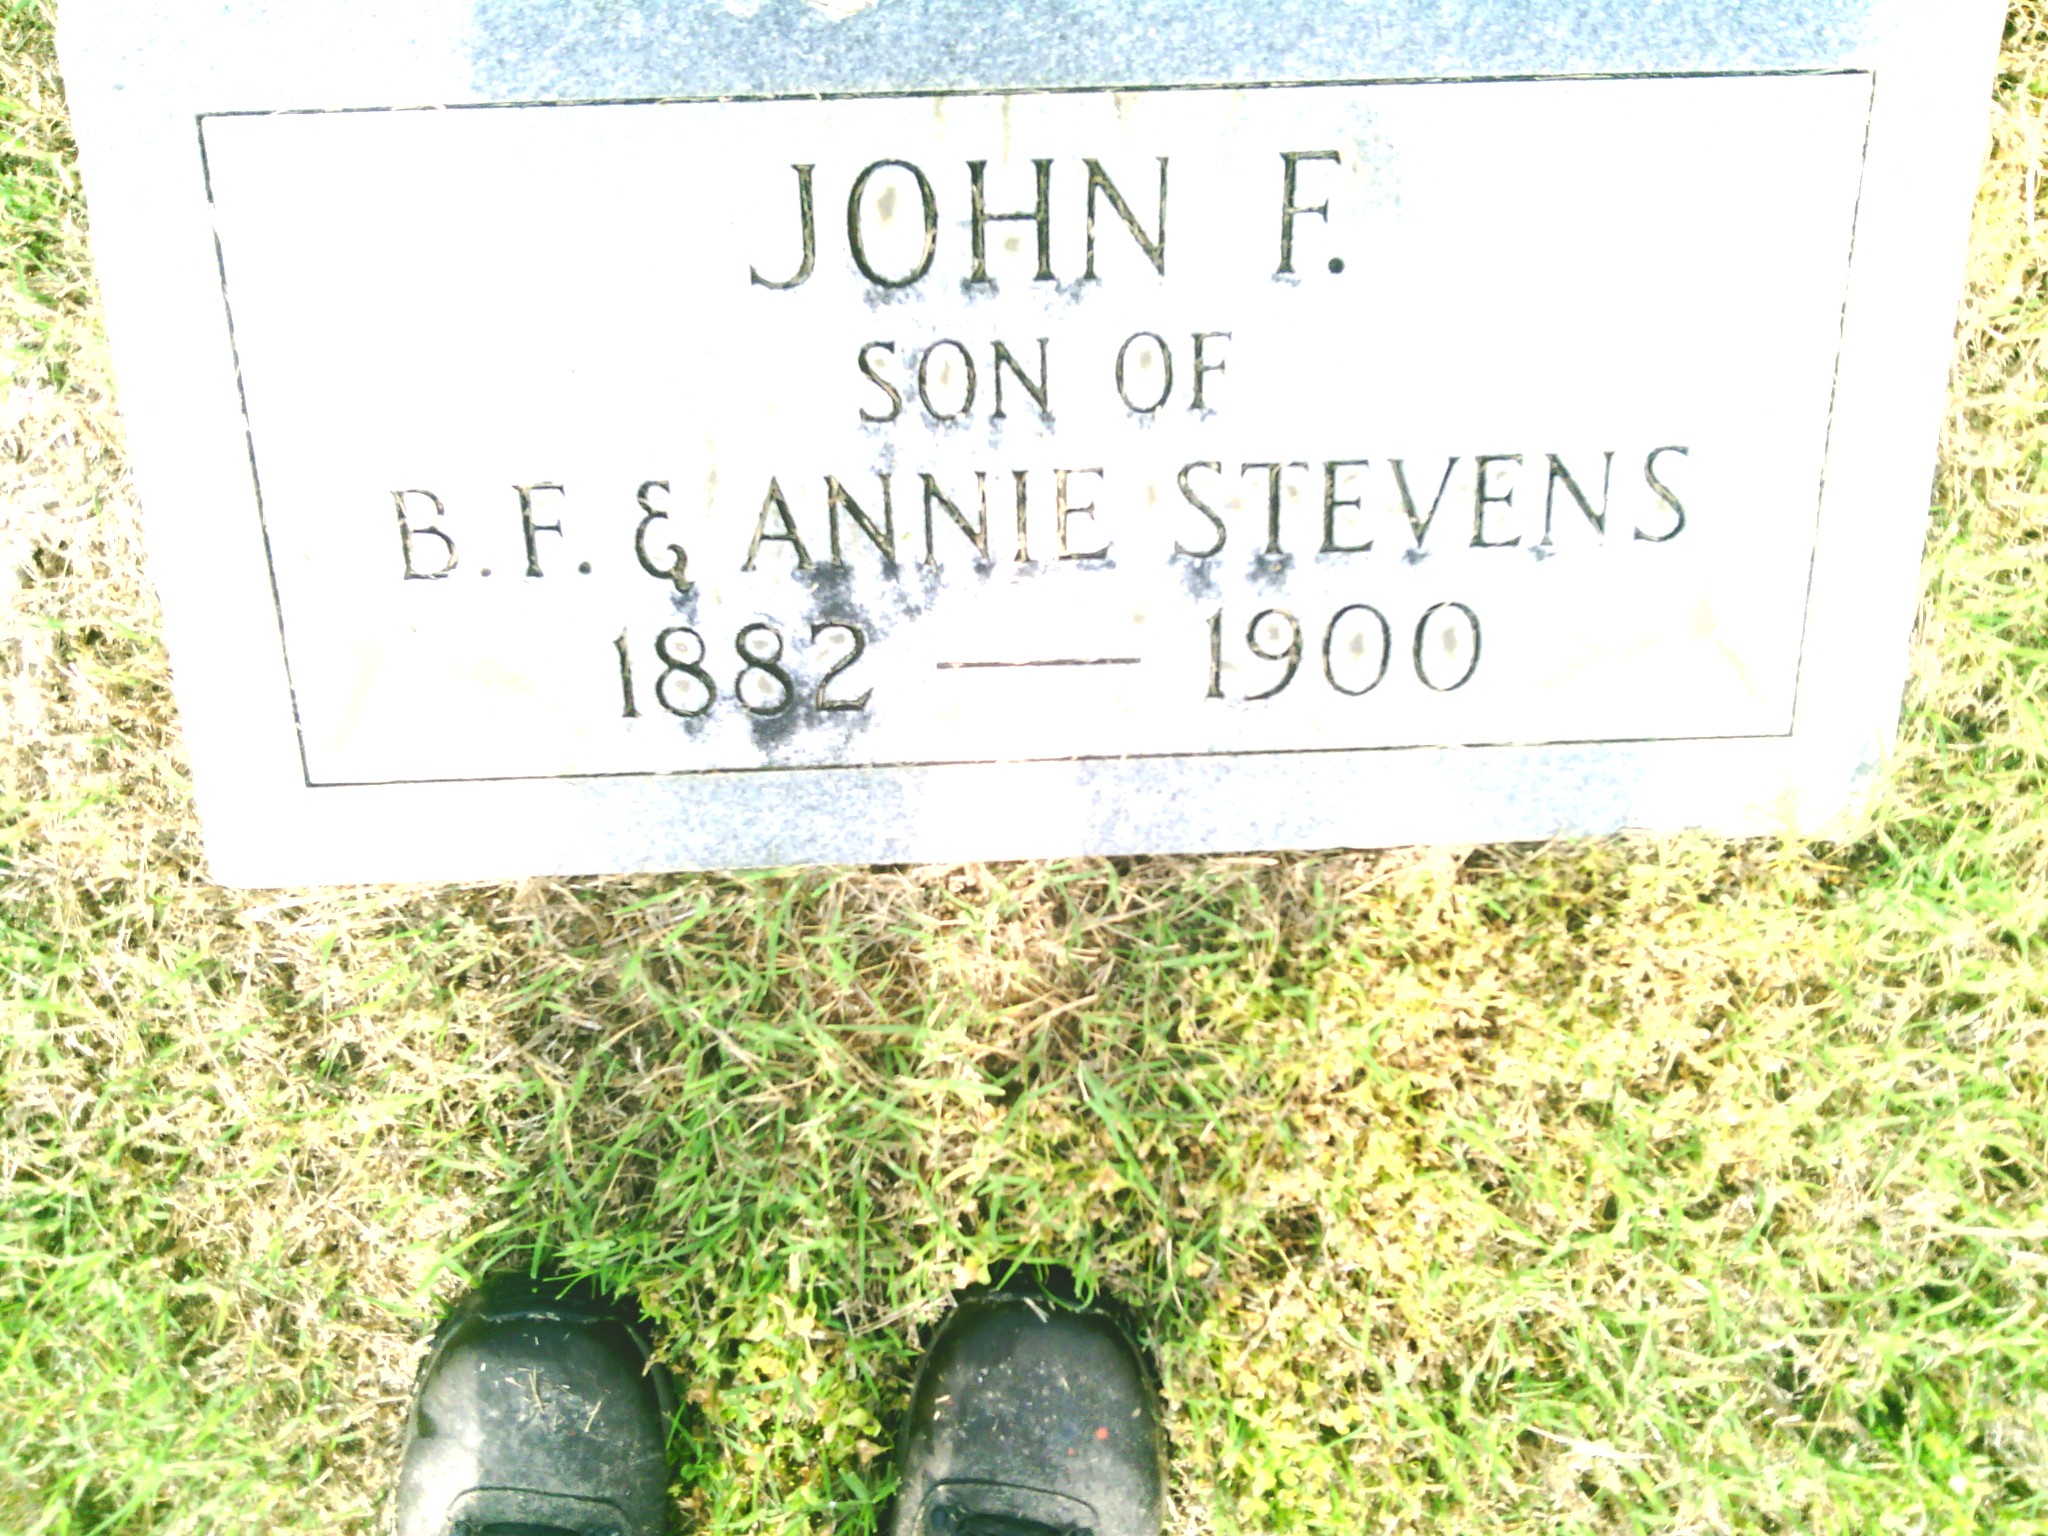 JOHN F.
SON OF
B.F. & ANNIE STEVENS
1882 — 1900